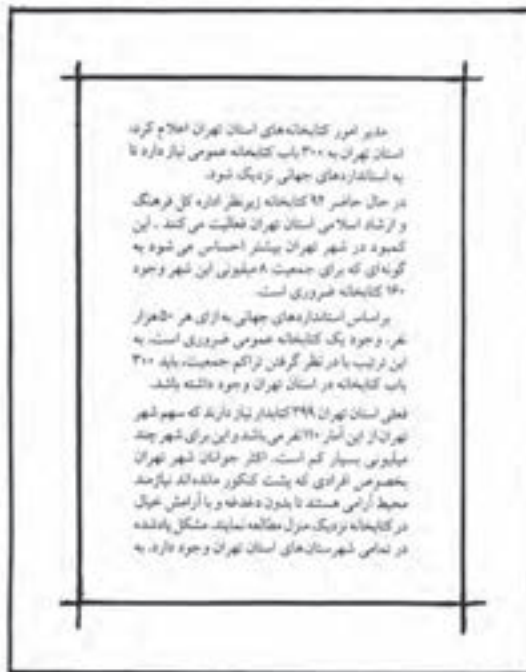 مدیر امور کتابخانه‌های استان تهران اعلام کرد،
استان تهران به ۳۰۰ باب کتابخانه عمومی نیاز دارد تا
به استانداردهای جهانی نزدیک شود.
در حال حاضر ۹۲ کتابخانه زیرنظر اداره کل فرهنگ
و ارشاد اسلامی استان تهران فعالیت می‌کنند . این
کمبود در شهر تهران بیشتر احساس می‌شود به
گونه‌ای که برای جمعیت ۸ میلیونی این شهر وجود
۱۶۰ کتابخانه ضروری است.
براساس استانداردهای جهانی به ازای هر ۵۰هزار
نفر، وجود یک کتابخانه عمومی ضروری است. به
این ترتیب با در نظر گرفتن تراکم جمعیت، باید ۳۰۰
باب کتابخانه در استان تهران وجود داشته باشد.
فعلی استان تهران ۳۹۹ کتابدار نیاز دارند که سهم شهر
تهران از این آمار ۱۱۰ نفر می‌باشد و این برای شهر چند
میلیونی بسیار کم است. اکثر جوانان شهر تهران
بخصوص افرادی که پشت کنکور مانده‌اند نیازمند
محیط آرامی هستند تا بدون دغدغه و با آرامش خیال
در کتابخانه نزدیک منزل مطالعه نمایند. مشکل یادشده
در تمامی شهرستان‌های استان تهران وجود دارد. به